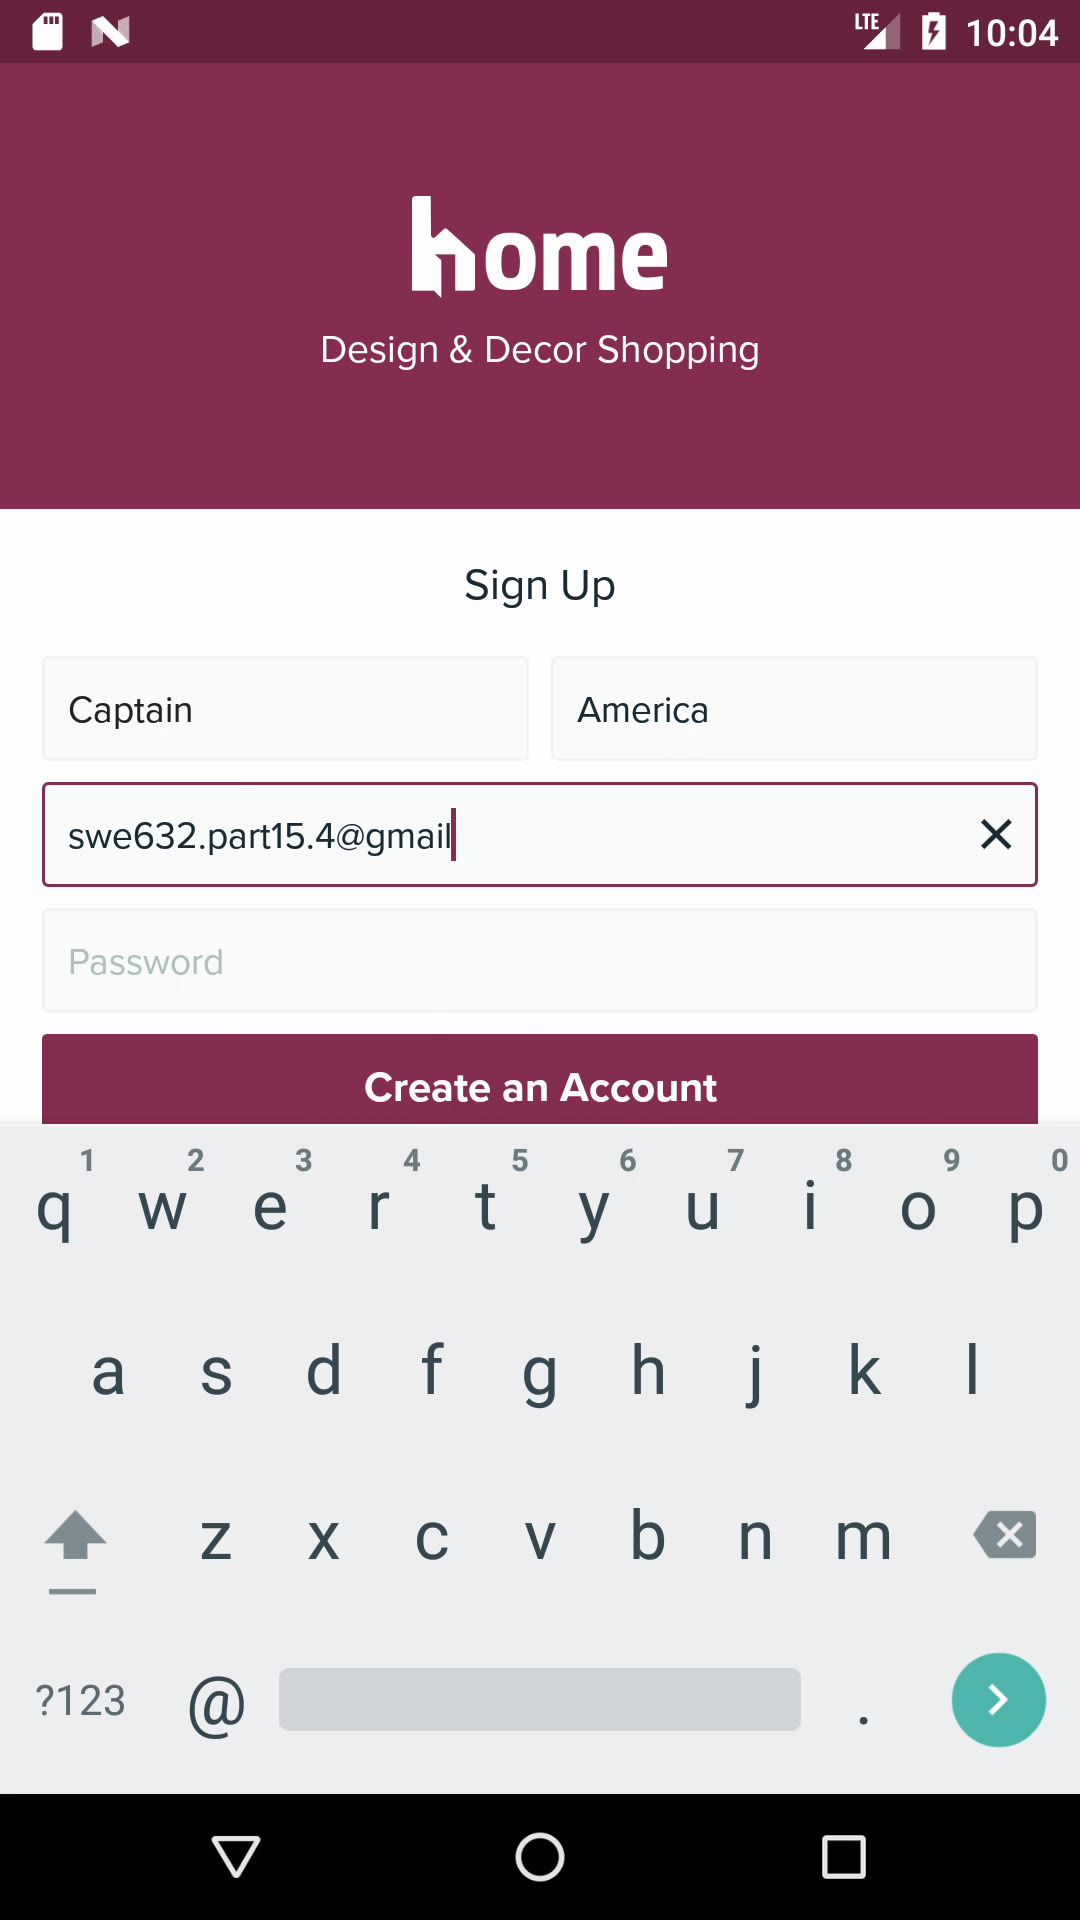 LTE 10:04
home
Design & Decor Shopping
Sign Up
Captain America
swe632.part15.4@gmail
Password
Create an Account
1 2 3 4 5 6 7 8 9 0
q w e r t y u i o p
a s d f g h j k l
z x c v b n m
?123 @ .